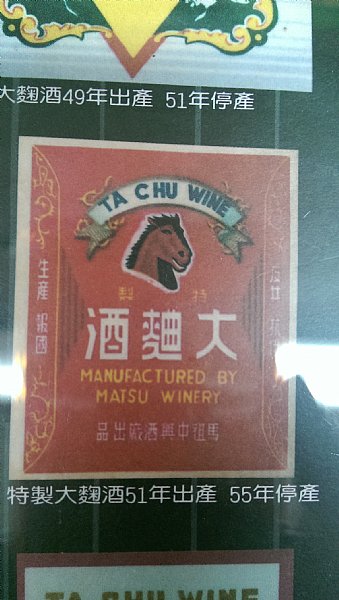 大麴酒49年出產 51年停產
TA CHU WINE
製 特
生產報國
酒麯大
MANUFACTURED BY
MATSU WINERY
品出廠酒興中祖馬
特製大麴酒51年出產 55年停產
TA CHU WINE